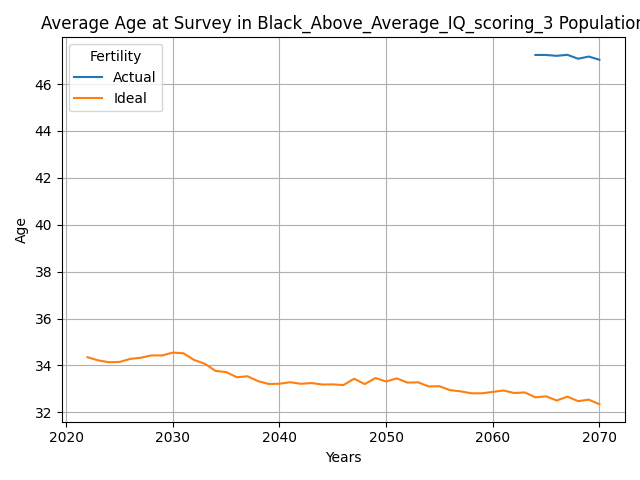 Average Age at Survey in Black_Above_Average_IQ_scoring_3 Population
Fertility
Actual
Ideal
46
44
42
40
38
36
34
32
Age
2020 2030 2040 2050 2060 2070
Years